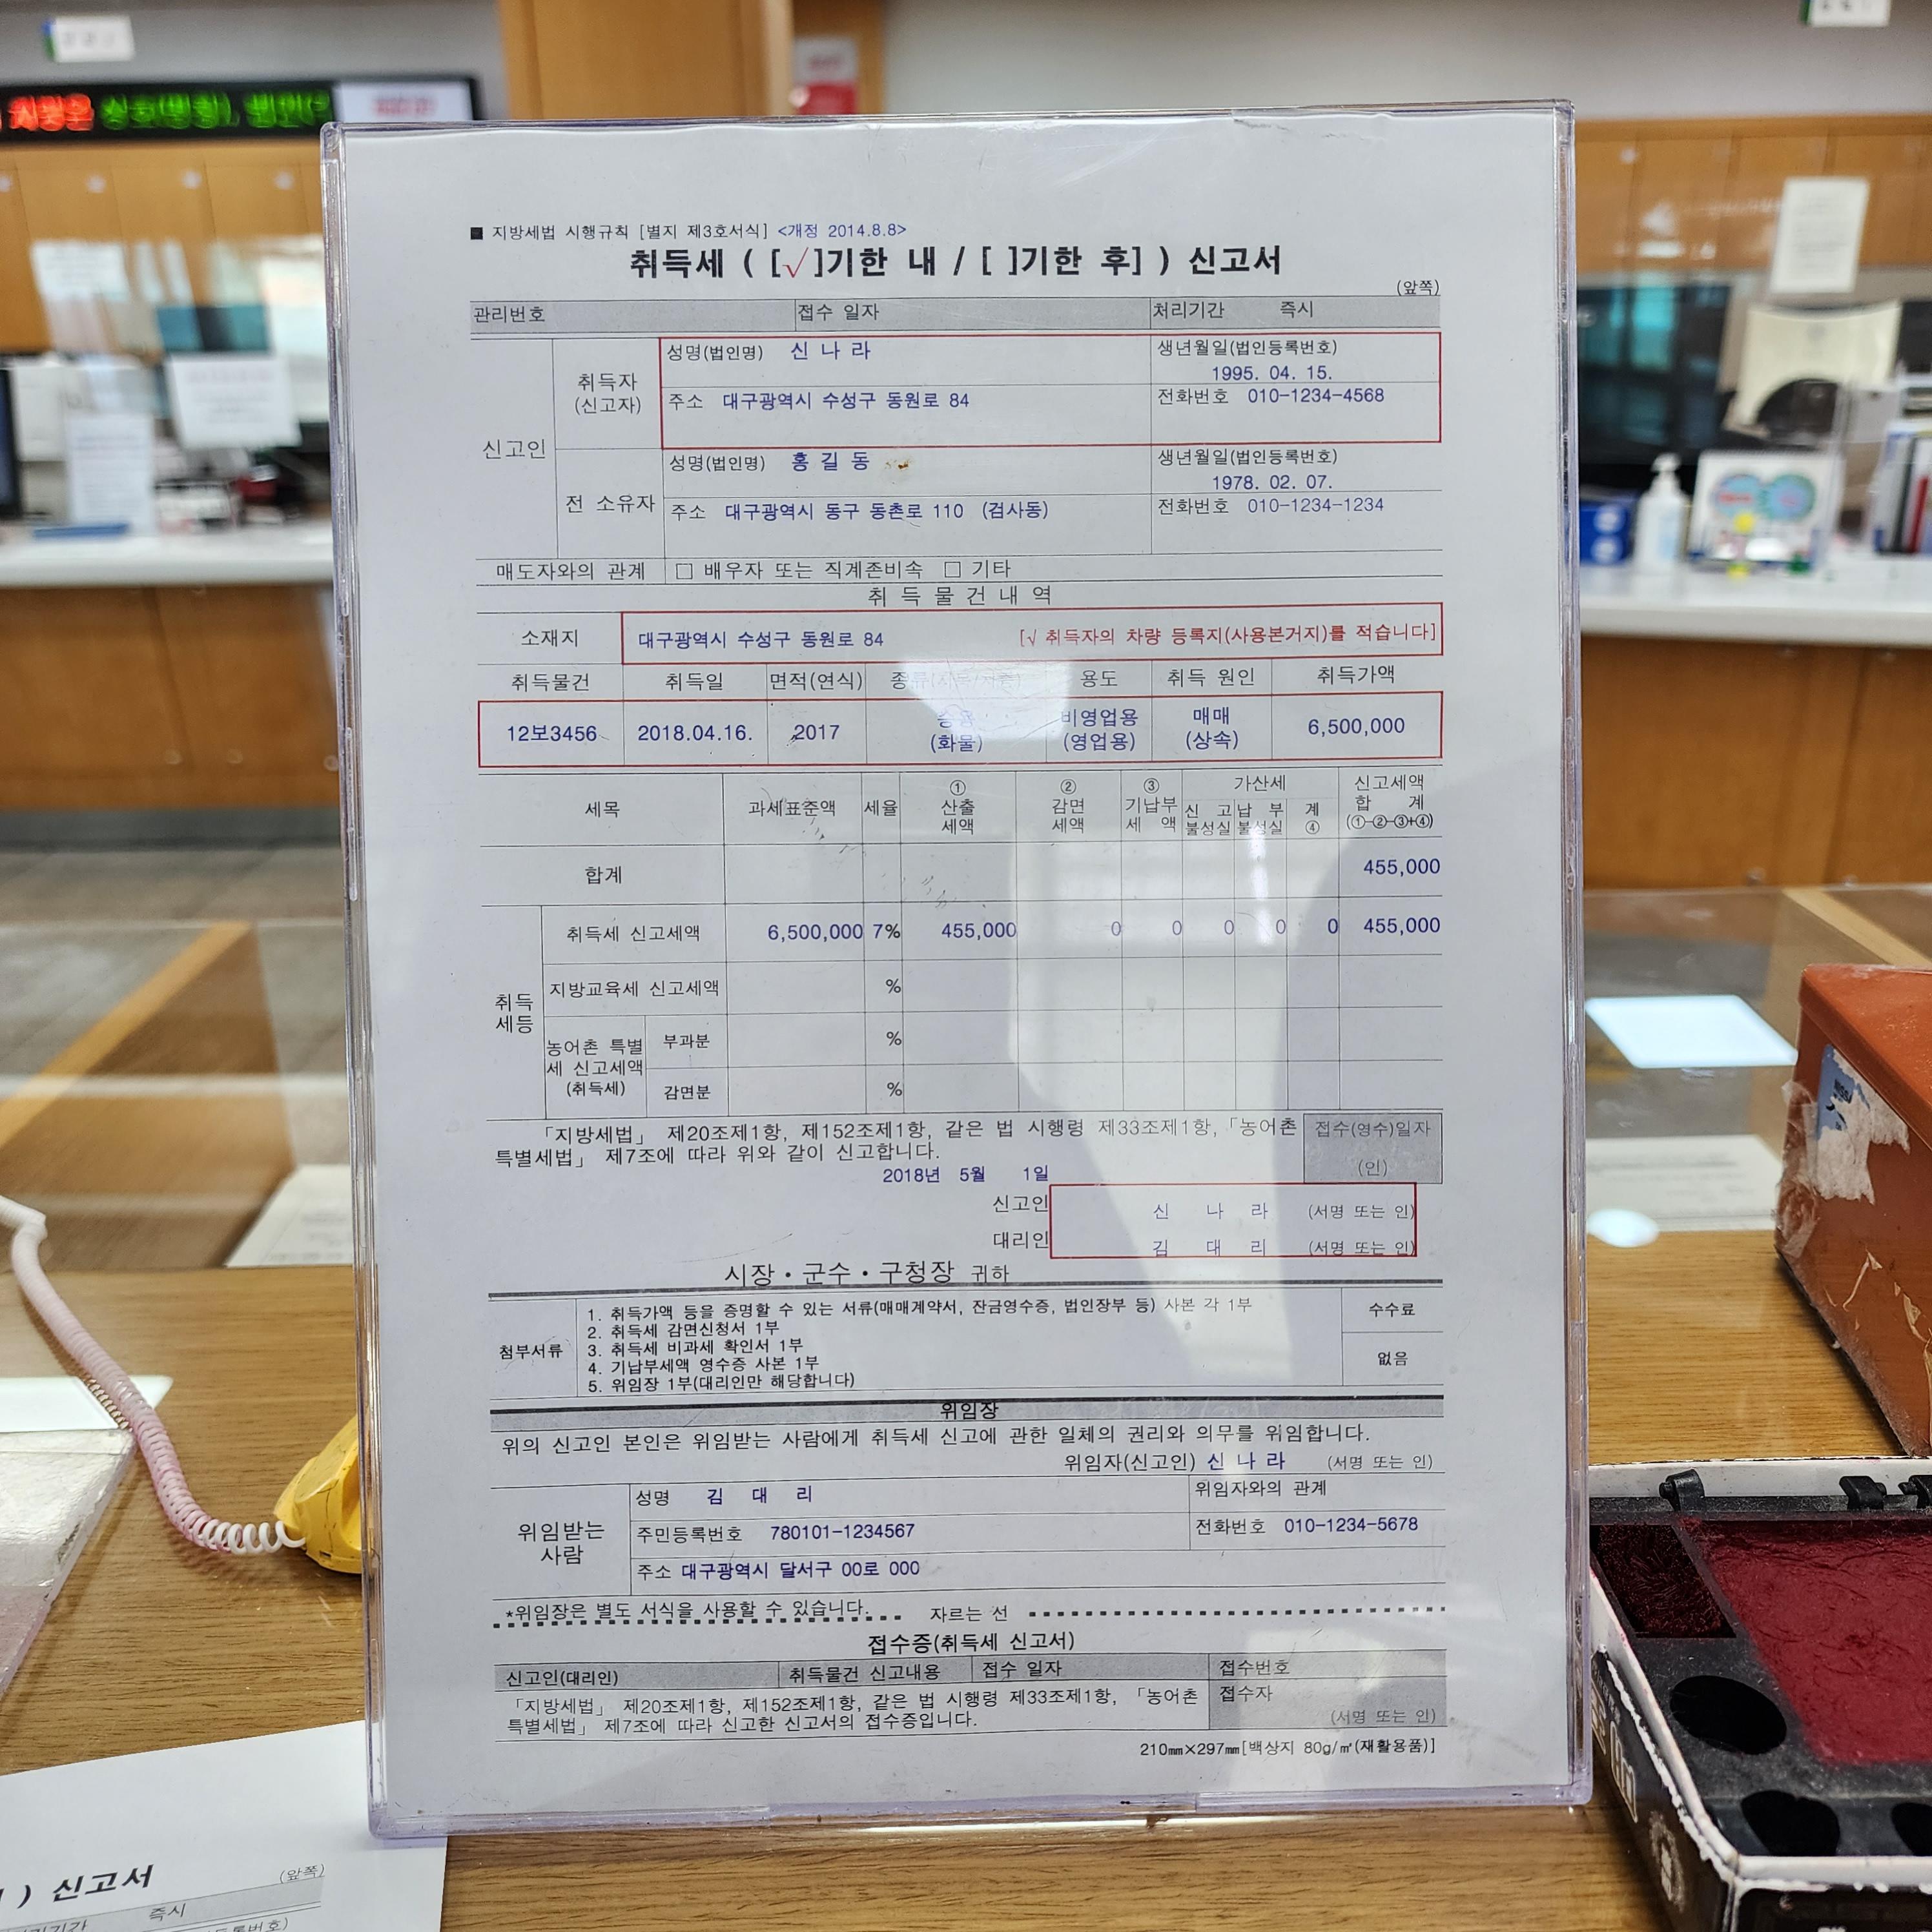 ■ 지방세법 시행규칙 [별지 제3호서식] <개정 2014.8.8>
취득세 ( [√]기한 내 / [ ]기한 후] ) 신고서
(앞쪽)
관리번호 접수 일자 처리기간 즉시
신고인
취득자
(신고자)
성명(법인명) 신 나 라
생년월일(법인등록번호)
1995. 04. 15.
주소 대구광역시 수성구 동원로 84
전화번호 010-1234-4568
전 소유자
성명(법인명) 홍 길 동
생년월일(법인등록번호)
1978. 02. 07.
주소 대구광역시 동구 동촌로 110 (검사동)
전화번호 010-1234-1234
매도자와의 관계 □ 배우자 또는 직계존비속 □ 기타
취 득 물 건 내 역
소재지 대구광역시 수성구 동원로 84 [√ 취득자의 차량 등록지(사용본거지)를 적습니다]
취득물건 취득일 면적(연식) 종류(지목/차종) 용도 취득 원인 취득가액
12보3456 2018.04.16. 2017 승용 (화물) 비영업용 (영업용) 매매 (상속) 6,500,000
세목 과세표준액 세율 ① 산출 세액 ② 감면 세액 ③ 기납부 세 액 가산세 신 고 불성실 납 부 불성실 계 ④ 신고세액 합 계 (①-②-③+④)
합계 455,000
취득 세등
취득세 신고세액 6,500,000 7% 455,000 0 0 0 0 0 455,000
지방교육세 신고세액 %
농어촌 특별
세 신고세액
(취득세)
부과분 %
감면분 %
「지방세법」 제20조제1항, 제152조제1항, 같은 법 시행령 제33조제1항, 「농어촌
특별세법」 제7조에 따라 위와 같이 신고합니다.
접수(영수)일자
(인)
2018년 5월 1일
신고인 신 나 라 (서명 또는 인)
대리인 김 대 리 (서명 또는 인)
시장·군수·구청장 귀하
첨부서류
1. 취득가액 등을 증명할 수 있는 서류(매매계약서, 잔금영수증, 법인장부 등) 사본 각 1부
2. 취득세 감면신청서 1부
3. 취득세 비과세 확인서 1부
4. 기납부세액 영수증 사본 1부
5. 위임장 1부(대리인만 해당합니다)
수수료
없음
위임장
위의 신고인 본인은 위임받는 사람에게 취득세 신고에 관한 일체의 권리와 의무를 위임합니다.
위임자(신고인) 신 나 라 (서명 또는 인)
위임받는
사람
성명 김 대 리
위임자와의 관계
주민등록번호 780101-1234567
전화번호 010-1234-5678
주소 대구광역시 달서구 00로 000
*위임장은 별도 서식을 사용할 수 있습니다.
자르는 선
접수증(취득세 신고서)
신고인(대리인) 취득물건 신고내용 접수 일자 접수번호
「지방세법」 제20조제1항, 제152조제1항, 같은 법 시행령 제33조제1항, 「농어촌
특별세법」 제7조에 따라 신고한 신고서의 접수증입니다.
접수자
(서명 또는 인)
210㎜×297㎜[백상지 80g/㎡(재활용품)]
) 신고서
(앞쪽)
즉시